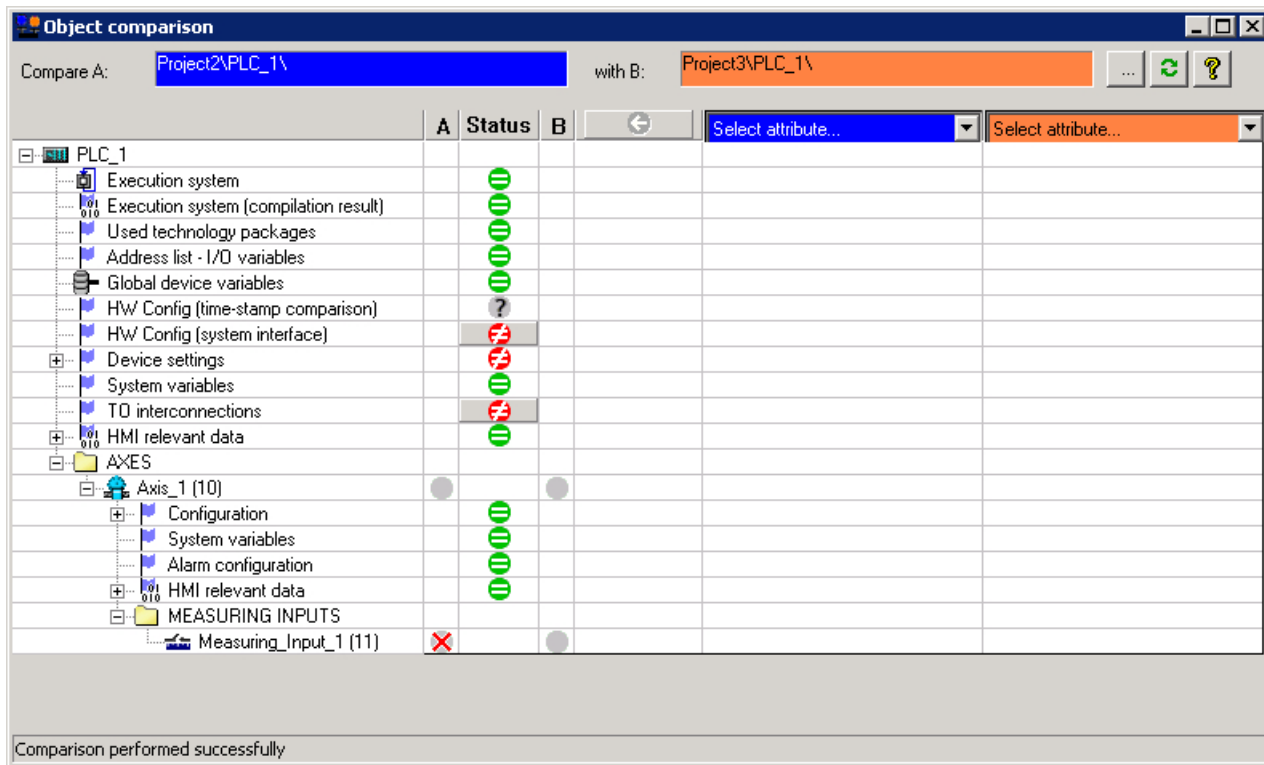 Object comparison
Compare A: Project2\PLC_1\ with B: Project3\PLC_1\ ... ?
A Status B Select attribute... Select attribute...
PLC_1
Execution system
Execution system (compilation result)
Used technology packages
Address list - I/O variables
Global device variables
HW Config (time-stamp comparison) ?
HW Config (system interface)
Device settings
System variables
TO interconnections
HMI relevant data
AXES
Axis_1 (10)
Configuration
System variables
Alarm configuration
HMI relevant data
MEASURING INPUTS
Measuring_Input_1 (11)
Comparison performed successfully